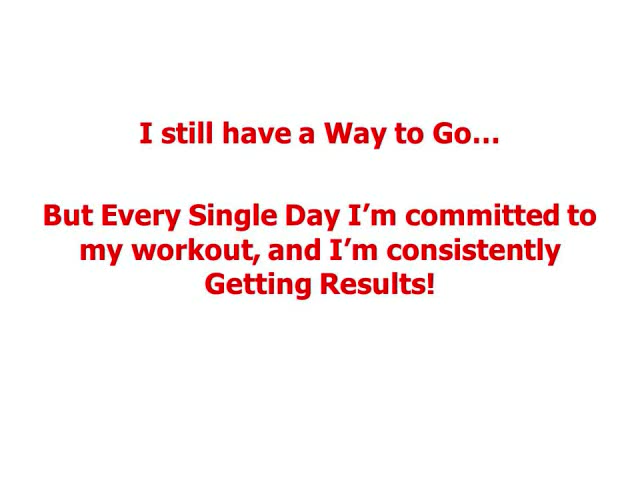 I still have a Way to Go…
But Every Single Day I’m committed to
my workout, and I’m consistently
Getting Results!